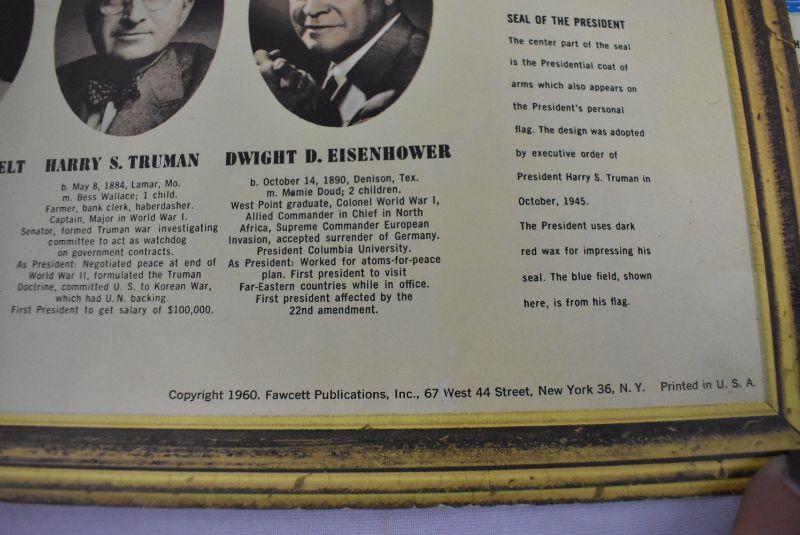 ELT
HARRY S. TRUMAN
b. May 8, 1884, Lamar, Mo.
m. Bess Wallace; 1 child.
Farmer, bank clerk, haberdasher.
Captain, Major in World War I.
Senator, formed Truman war investigating
committee to act as watchdog
on government contracts.
As President: Negotiated peace at end of
World War II, formulated the Truman
Doctrine, committed U. S. to Korean War,
which had U. N. backing.
First President to get salary of $100,000.
DWIGHT D. EISENHOWER
b. October 14, 1890, Denison, Tex.
m. Mamie Doud; 2 children.
West Point graduate, Colonel World War I,
Allied Commander in Chief in North
Africa, Supreme Commander European
Invasion, accepted surrender of Germany.
President Columbia University.
As President: Worked for atoms-for-peace
plan. First president to visit
Far-Eastern countries while in office.
First president affected by the
22nd amendment.
SEAL OF THE PRESIDENT
The center part of the seal
is the Presidential coat of
arms which also appears on
the President's personal
flag. The design was adopted
by executive order of
President Harry S. Truman in
October, 1945.
The President uses dark
red wax for impressing his
seal. The blue field, shown
here, is from his flag.
Copyright 1960. Fawcett Publications, Inc., 67 West 44 Street, New York 36, N. Y. Printed in U. S. A.